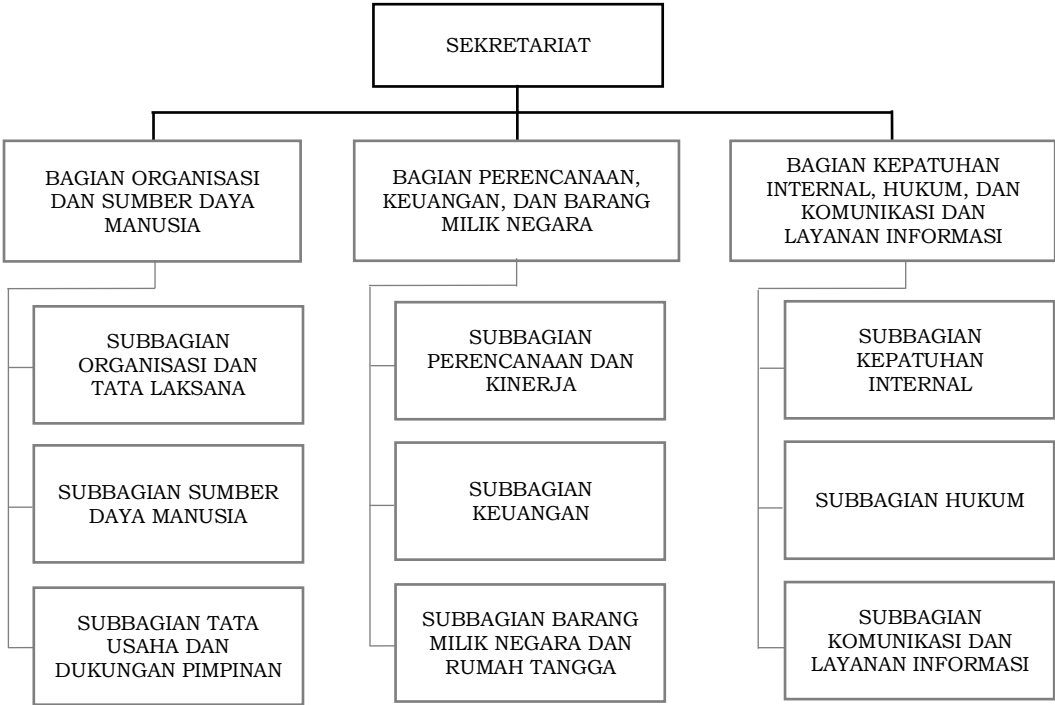 SEKRETARIAT
BAGIAN ORGANISASI
DAN SUMBER DAYA
MANUSIA
BAGIAN PERENCANAAN,
KEUANGAN, DAN BARANG
MILIK NEGARA
BAGIAN KEPATUHAN
INTERNAL, HUKUM, DAN
KOMUNIKASI DAN
LAYANAN INFORMASI
SUBBAGIAN
ORGANISASI DAN
TATA LAKSANA
SUBBAGIAN
PERENCANAAN DAN
KINERJA
SUBBAGIAN
KEPATUHAN
INTERNAL
SUBBAGIAN SUMBER
DAYA MANUSIA
SUBBAGIAN
KEUANGAN
SUBBAGIAN HUKUM
SUBBAGIAN TATA
USAHA DAN
DUKUNGAN PIMPINAN
SUBBAGIAN BARANG
MILIK NEGARA DAN
RUMAH TANGGA
SUBBAGIAN
KOMUNIKASI DAN
LAYANAN INFORMASI